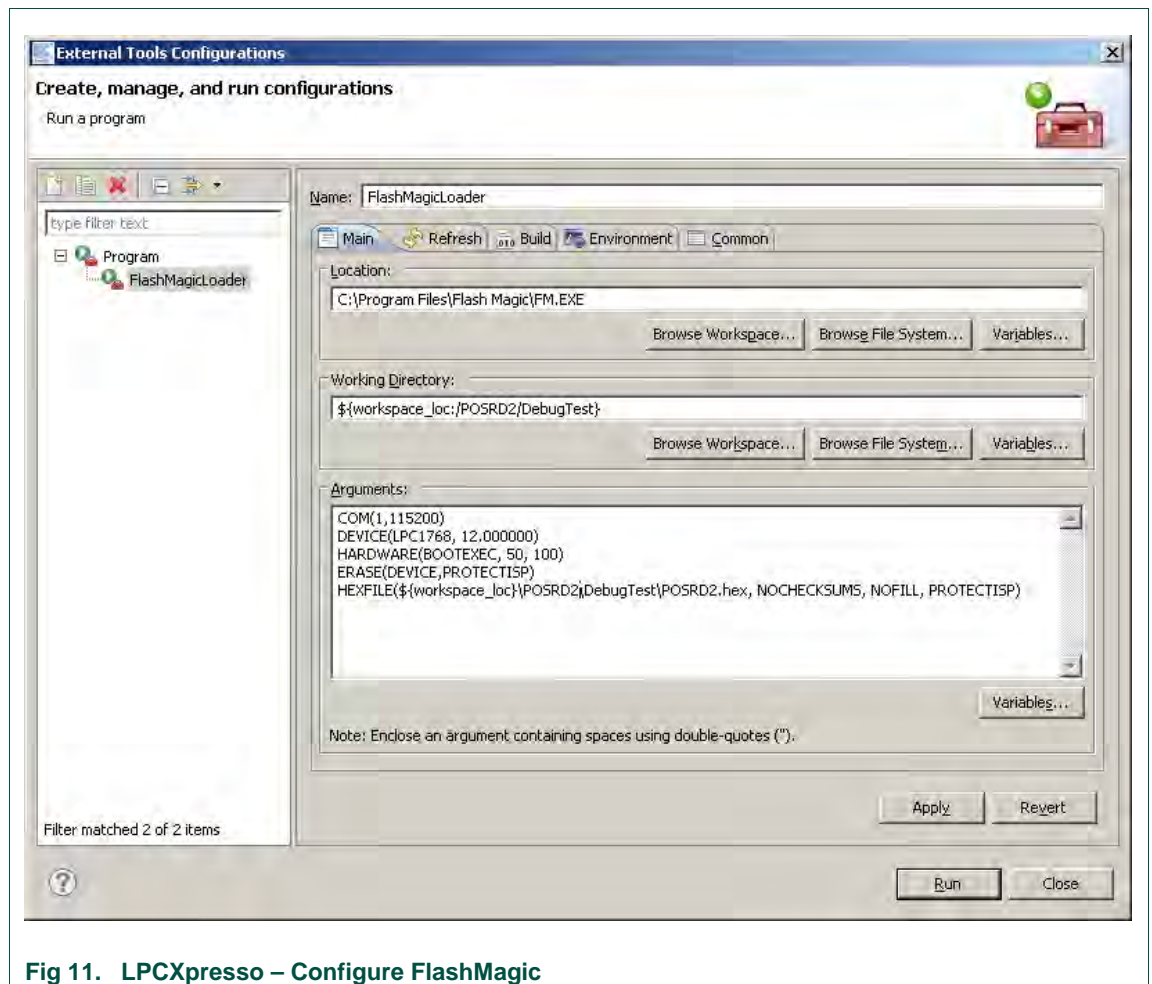 External Tools Configurations
Create, manage, and run configurations
Run a program
type filter text
Program
FlashMagicLoader
Filter matched 2 of 2 items
Name: FlashMagicLoader
Main Refresh Build Environment Common
Location:
C:\Program Files\Flash Magic\FM.EXE
Browse Workspace... Browse File System... Variables...
Working Directory:
${workspace_loc:/POSRD2/DebugTest}
Browse Workspace... Browse File System... Variables...
Arguments:
COM(1,115200)
DEVICE(LPC1768, 12.000000)
HARDWARE(BOOTEXEC, 50, 100)
ERASE(DEVICE,PROTECTISP)
HEXFILE(${workspace_loc}\POSRD2\DebugTest\POSRD2.hex, NOCHECKSUMS, NOFILL, PROTECTISP)
Variables...
Note: Enclose an argument containing spaces using double-quotes (").
Apply Revert
Run Close
Fig 11. LPCXpresso – Configure FlashMagic